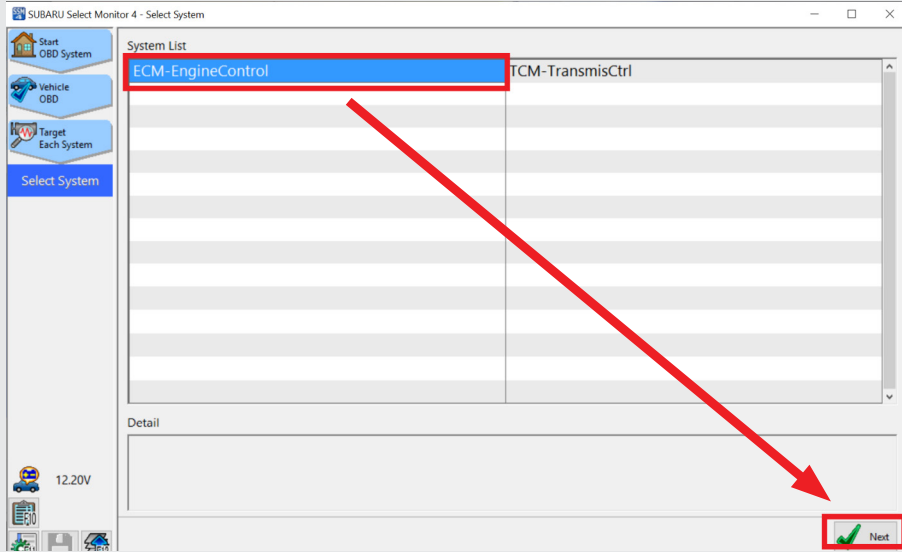 SUBARU Select Monitor 4 - Select System
Start
OBD System
Vehicle
OBD
Target
Each System
Select System
System List
ECM-EngineControl
TCM-TransmisCtrl
Detail
12.20V
F10
Next